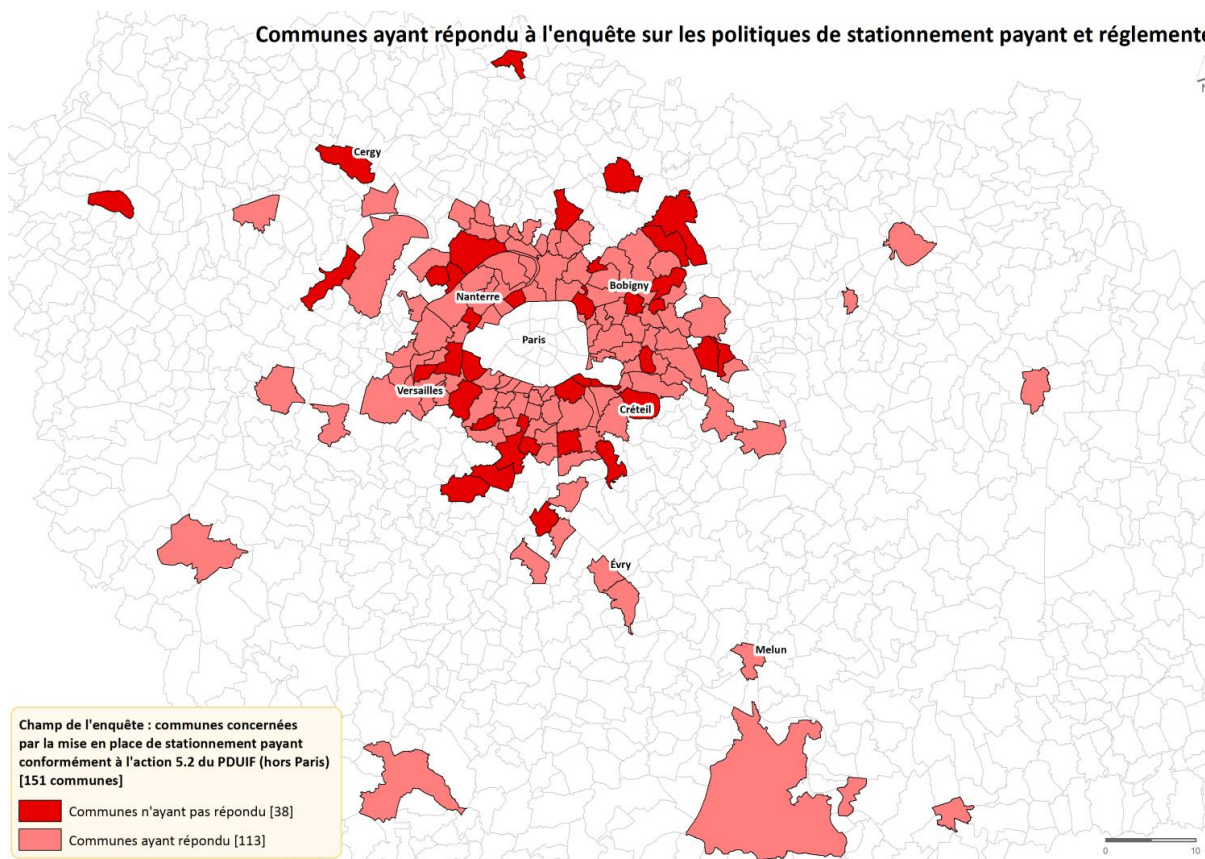 Communes ayant répondu à l'enquête sur les politiques de stationnement payant et réglementé
N
Cergy
Bobigny
Nanterre
Paris
Versailles
Créteil
Évry
Melun
Champ de l'enquête : communes concernées
par la mise en place de stationnement payant
conformément à l'action 5.2 du PDUIF (hors Paris)
[151 communes]
Communes n'ayant pas répondu [38]
Communes ayant répondu [113]
0 10